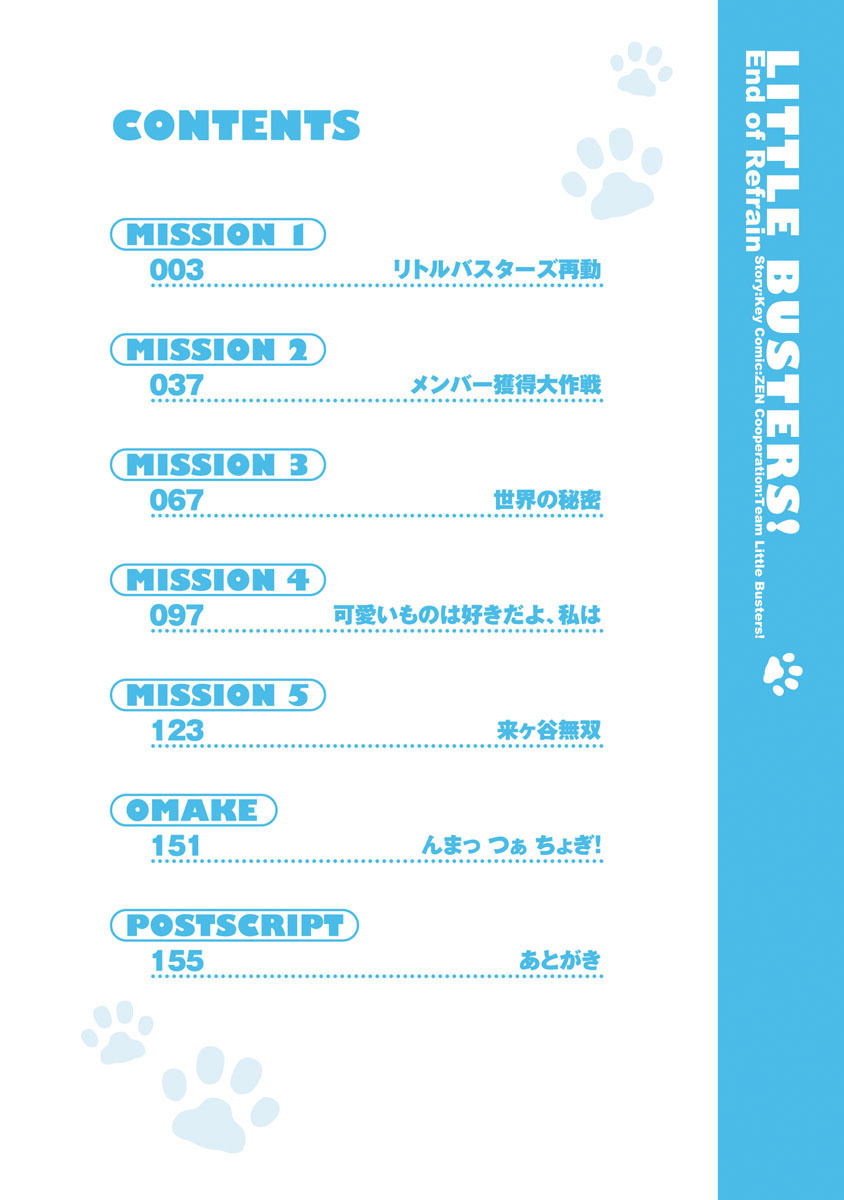 CONTENTS
MISSION 1
003 リトルバスターズ再動
MISSION 2
037 メンバー獲得大作戦
MISSION 3
067 世界の秘密
MISSION 4
097 可愛いものは好きだよ、私は
MISSION 5
123 来ヶ谷無双
OMAKE
151 んまっ つぁ ちょぎ!
POSTSCRIPT
155 あとがき
LITTLE BUSTERS!
End of Refrain
Story:Key Comic:ZEN Cooperation:Team Little Busters!